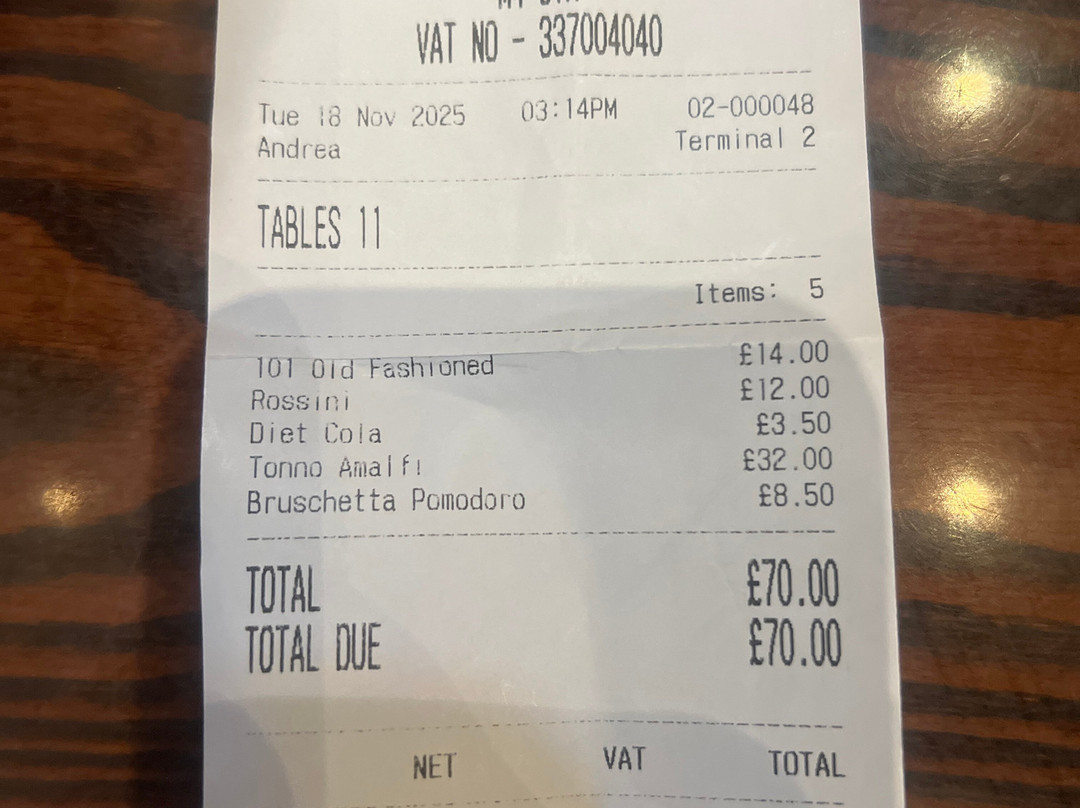 VAT NO - 337004040
Tue 18 Nov 2025 03:14PM 02-000048
Andrea Terminal 2
TABLES 11
Items: 5
101 Old Fashioned £14.00
Rossini £12.00
Diet Cola £3.50
Tonno Amalfi £32.00
Bruschetta Pomodoro £8.50
TOTAL £70.00
TOTAL DUE £70.00
NET VAT TOTAL